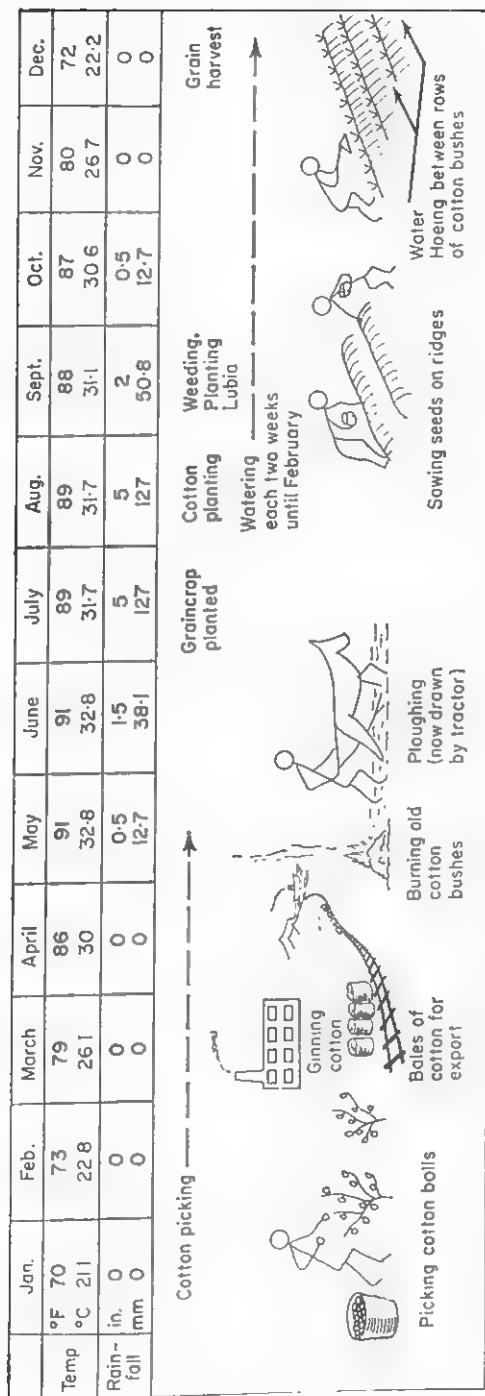 Jan. Feb. March April May June July Aug. Sept. Oct. Nov. Dec.
Temp °F 70 73 79 86 91 91 89 89 88 87 80 72
°C 21.1 22.8 26.1 30 32.8 32.8 31.7 31.7 31.1 30.6 26.7 22.2
Rain- in. 0 0 0 0 0.5 1.5 5 5 2 0.5 0 0
fall mm 0 0 0 0 12.7 38.1 127 127 50.8 12.7 0 0
Cotton picking
Graincrop
planted
Cotton
planting
Weeding,
Planting
Lubia
Grain
harvest
Watering
each two weeks
until February
Picking cotton bolls
Ginning
cotton
Bales of
cotton for
export
Burning old
cotton
bushes
Ploughing
(now drawn
by tractor)
Sowing seeds on ridges
Water
Hoeing between rows
of cotton bushes